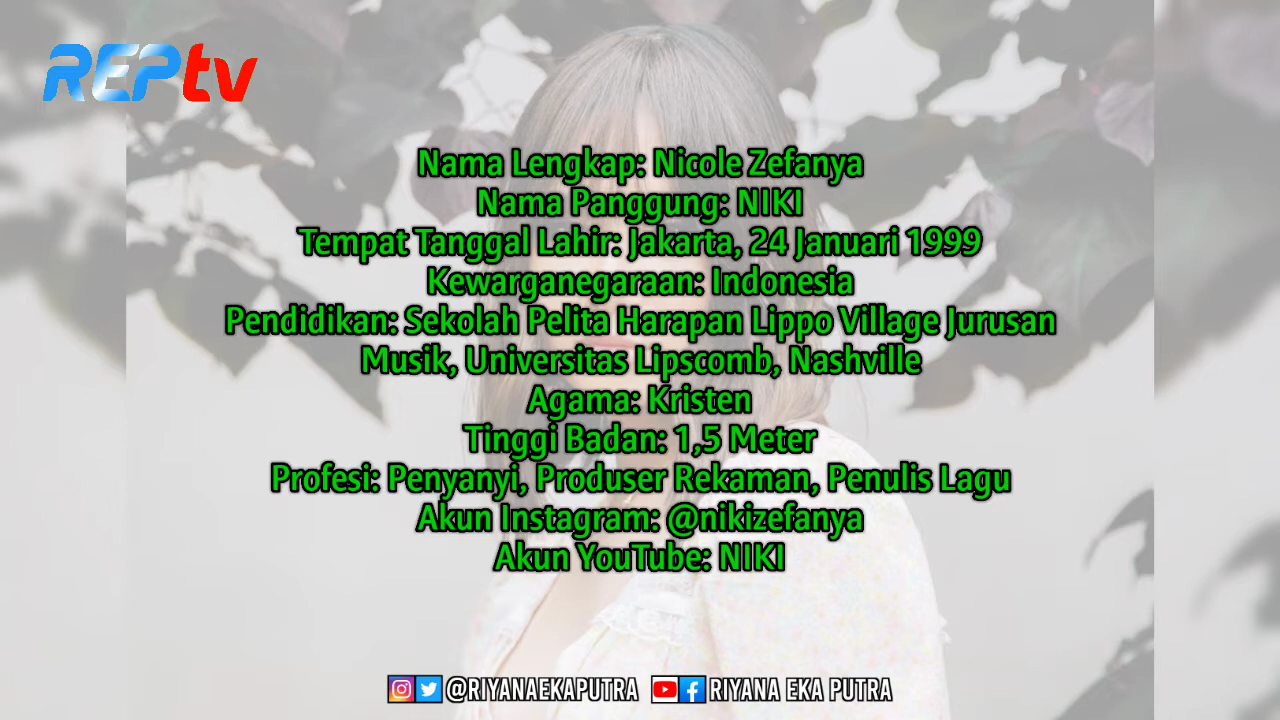 REPtv
Nama Lengkap: Nicole Zefanya
Nama Panggung: NIKI
Tempat Tanggal Lahir: Jakarta, 24 Januari 1999
Kewarganegaraan: Indonesia
Pendidikan: Sekolah Pelita Harapan Lippo Village Jurusan
Musik, Universitas Lipscomb, Nashville
Agama: Kristen
Tinggi Badan: 1,5 Meter
Profesi: Penyanyi, Produser Rekaman, Penulis Lagu
Akun Instagram: @nikizefanya
Akun YouTube: NIKI
@RIYANAEKAPUTRA RIYANA EKA PUTRA